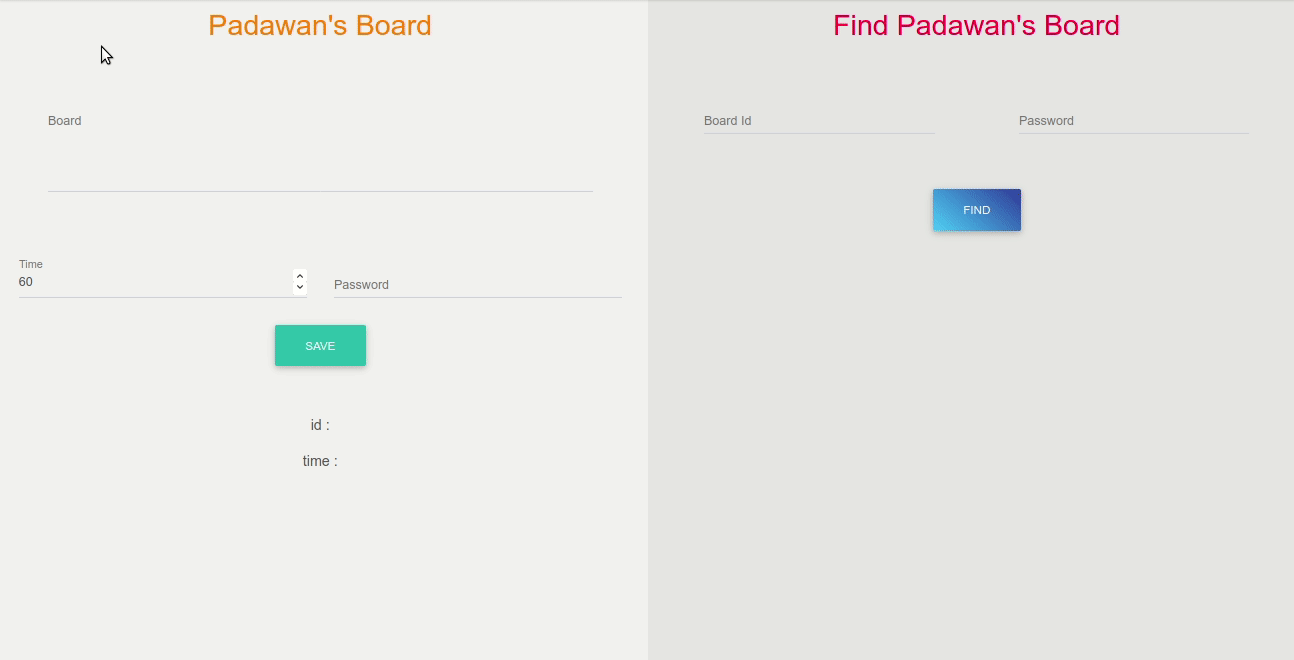 Padawan's Board
Board
Time
60
Password
SAVE
id :
time :
Find Padawan's Board
Board Id
Password
FIND